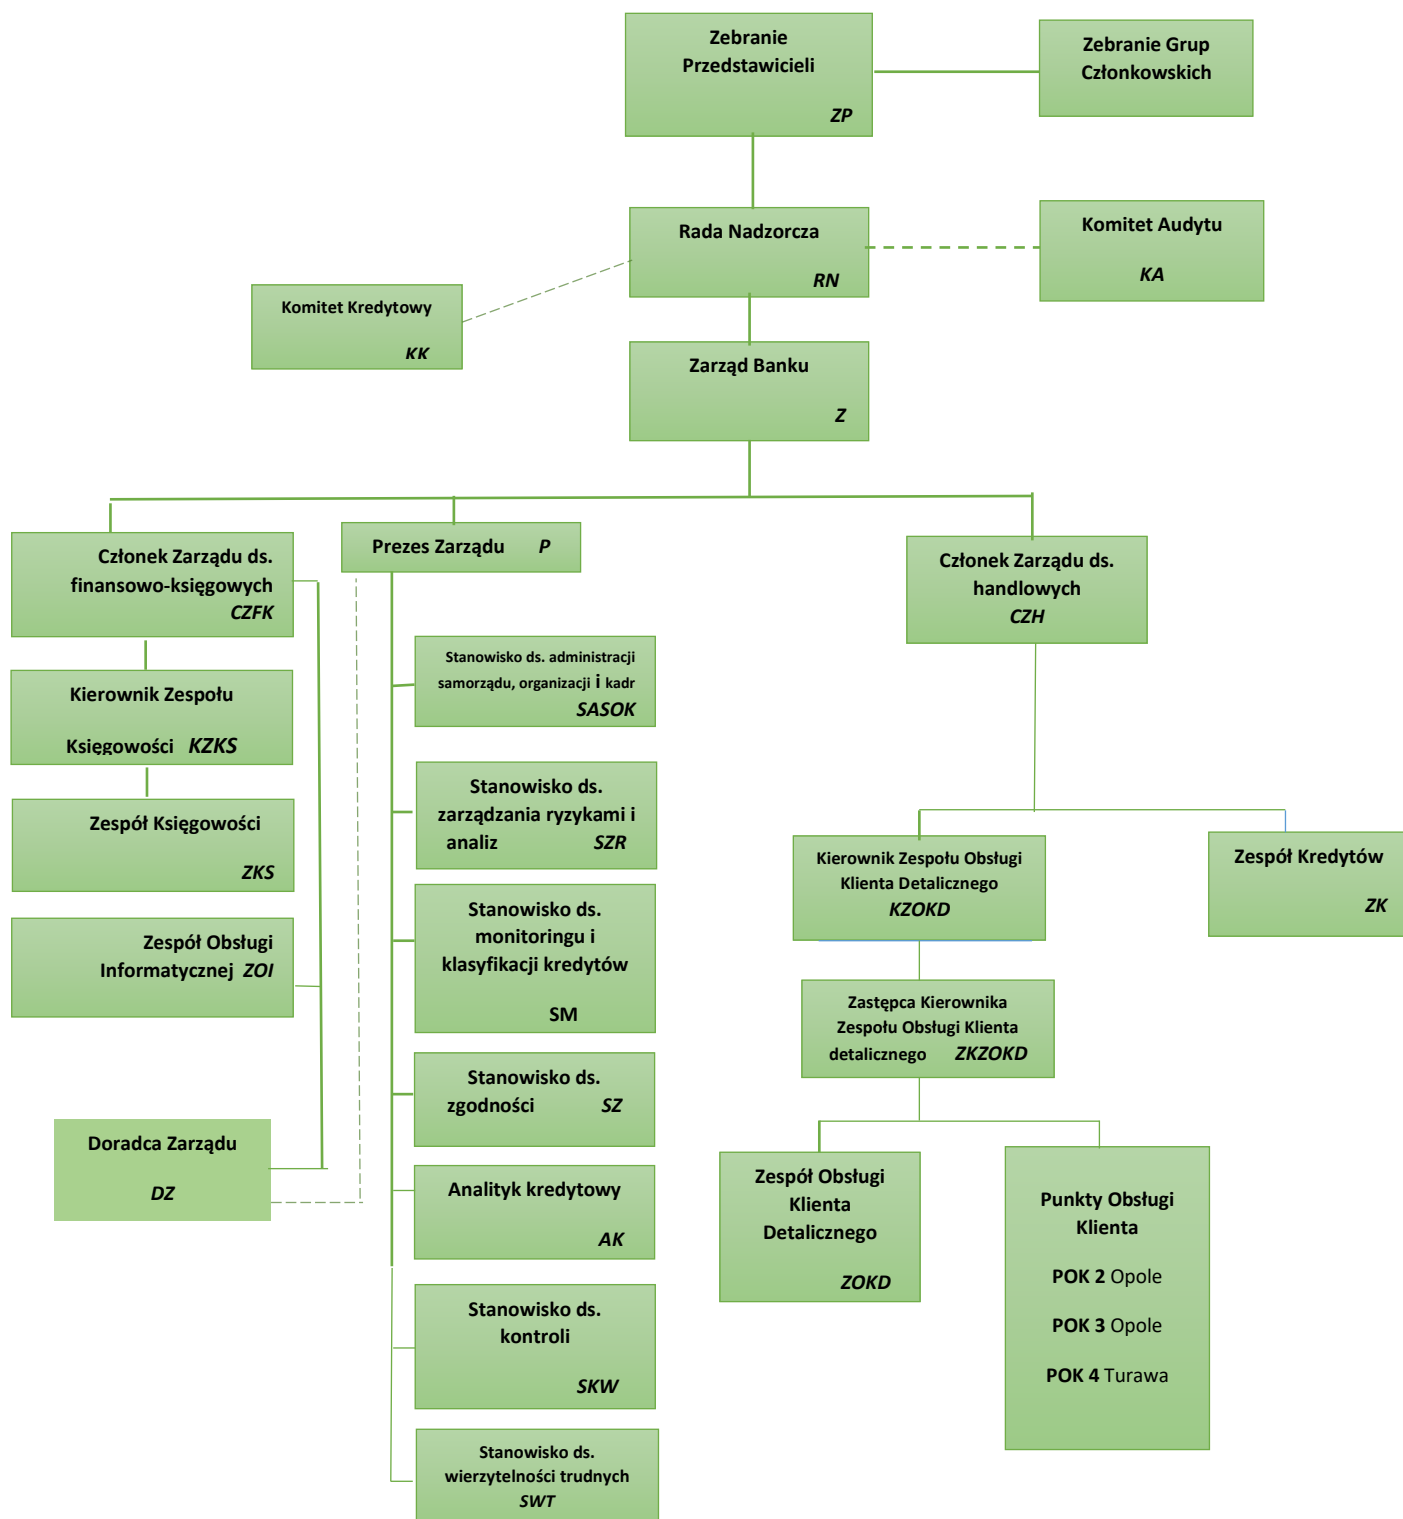 Zebranie
Przedstawicieli
ZP
Zebranie Grup
Członkowskich
Rada Nadzorcza
RN
Komitet Audytu
KA
Komitet Kredytowy
KK
Zarząd Banku
Z
Członek Zarządu ds.
finansowo-księgowych
CZFK
Prezes Zarządu P
Członek Zarządu ds.
handlowych
CZH
Kierownik Zespołu
Księgowości KZKS
Zespół Księgowości
ZKS
Zespół Obsługi
Informatycznej ZOI
Doradca Zarządu
DZ
Stanowisko ds. administracji
samorządu, organizacji i kadr
SASOK
Stanowisko ds.
zarządzania ryzykami i
analiz SZR
Stanowisko ds.
monitoringu i
klasyfikacji kredytów
SM
Stanowisko ds.
zgodności SZ
Analityk kredytowy
AK
Stanowisko ds.
kontroli
SKW
Stanowisko ds.
wierzytelności trudnych
SWT
Kierownik Zespołu Obsługi
Klienta Detalicznego
KZOKD
Zespół Kredytów
ZK
Zastępca Kierownika
Zespołu Obsługi Klienta
detalicznego ZKZOKD
Zespół Obsługi
Klienta
Detalicznego
ZOKD
Punkty Obsługi
Klienta
POK 2 Opole
POK 3 Opole
POK 4 Turawa